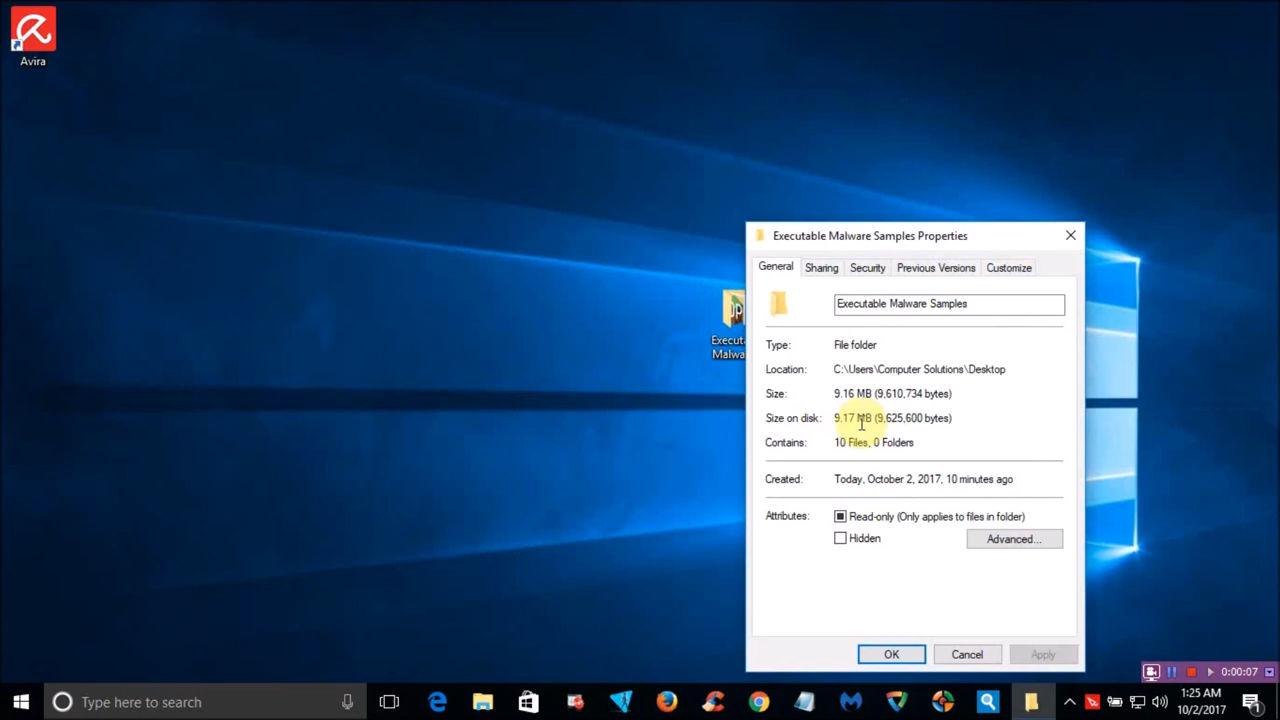 Avira
Executa
Malwa
Executable Malware Samples Properties
General Sharing Security Previous Versions Customize
Executable Malware Samples
Type: File folder
Location: C:\Users\Computer Solutions\Desktop
Size: 9.16 MB (9,610,734 bytes)
Size on disk: 9.17 MB (9,625,600 bytes)
Contains: 10 Files, 0 Folders
Created: Today, October 2, 2017, 10 minutes ago
Attributes: Read-only (Only applies to files in folder)
Hidden Advanced...
OK Cancel Apply
0:00:07
Type here to search
1:25 AM
10/2/2017
1